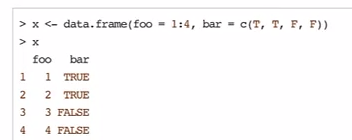 > x <- data.frame(foo = 1:4, bar = c(T, T, F, F))
> x
  foo   bar
1   1  TRUE
2   2  TRUE
3   3 FALSE
4   4 FALSE